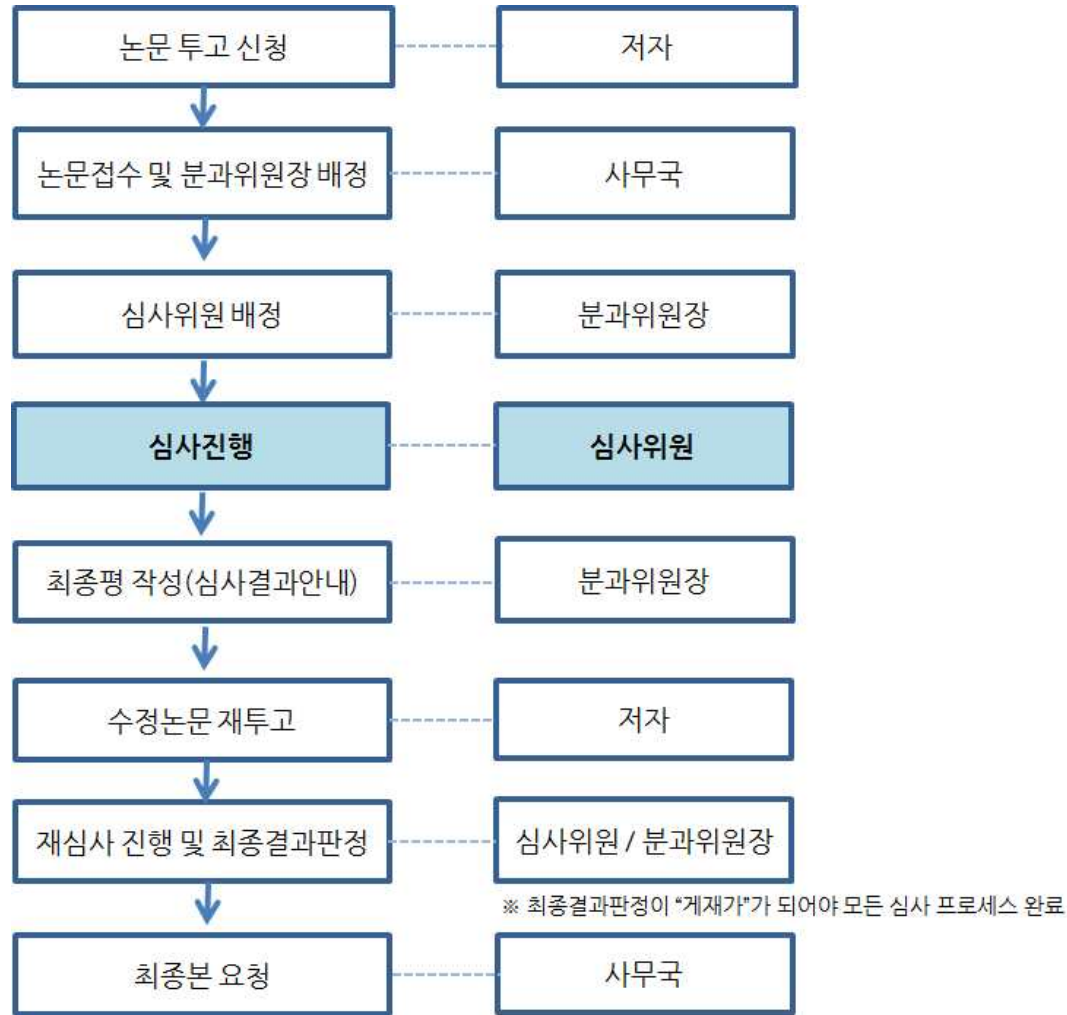 논문 투고 신청
저자
논문접수 및 분과위원장 배정
사무국
심사위원 배정
분과위원장
심사진행
심사위원
최종평 작성(심사결과안내)
분과위원장
수정논문 재투고
저자
재심사 진행 및 최종결과판정
심사위원 / 분과위원장
※ 최종결과판정이 “게재가”가 되어야 모든 심사 프로세스 완료
최종본 요청
사무국